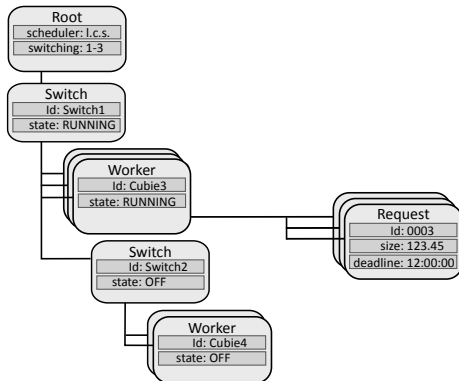 Root
scheduler: l.c.s.
switching: 1-3
Switch
Id: Switch1
state: RUNNING
Worker
Id: Cubie3
state: RUNNING
Request
Id: 0003
size: 123.45
deadline: 12:00:00
Switch
Id: Switch2
state: OFF
Worker
Id: Cubie4
state: OFF